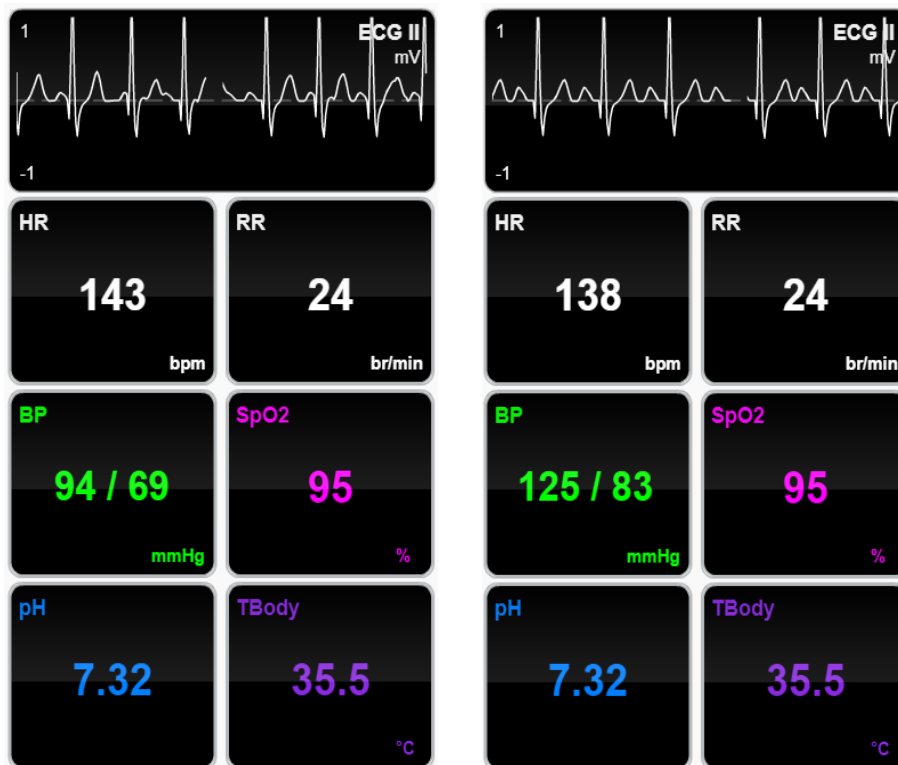 1
ECG II
mV
-1
HR
143
bpm
RR
24
br/min
BP
94 / 69
mmHg
SpO2
95
%
pH
7.32
TBody
35.5
°C
1
ECG II
mV
-1
HR
138
bpm
RR
24
br/min
BP
125 / 83
mmHg
SpO2
95
%
pH
7.32
TBody
35.5
°C